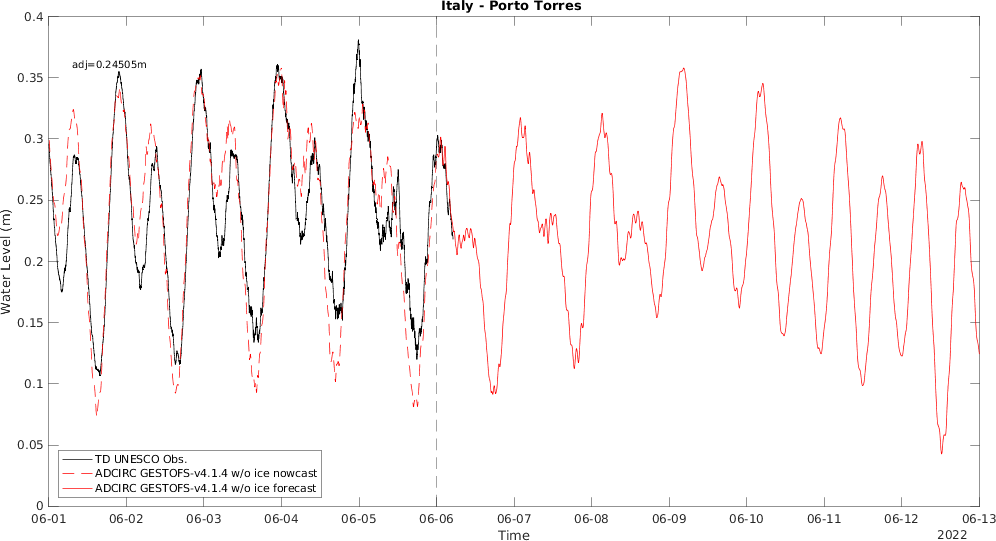 Italy - Porto Torres
adj=0.24505m
Water Level (m)
0.4
0.35
0.3
0.25
0.2
0.15
0.1
0.05
0
TD UNESCO Obs.
ADCIRC GESTOFS-v4.1.4 w/o ice nowcast
ADCIRC GESTOFS-v4.1.4 w/o ice forecast
06-01 06-02 06-03 06-04 06-05 06-06 06-07 06-08 06-09 06-10 06-11 06-12 06-13
Time
2022